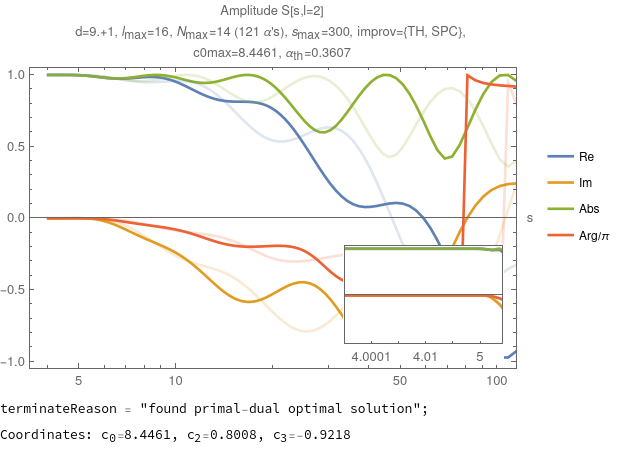 Amplitude S[s,l=2]
d=9.+1, lmax=16, Nmax=14 (121 α's), smax=300, improv={TH, SPC},
c0max=8.4461, αth=0.3607
1.0
0.5
0.0
-0.5
-1.0
s
Re
Im
Abs
Arg/π
4.0001 4.01 5
5 10 50 100
terminateReason = "found primal-dual optimal solution";
Coordinates: c0=8.4461, c2=0.8008, c3=-0.9218